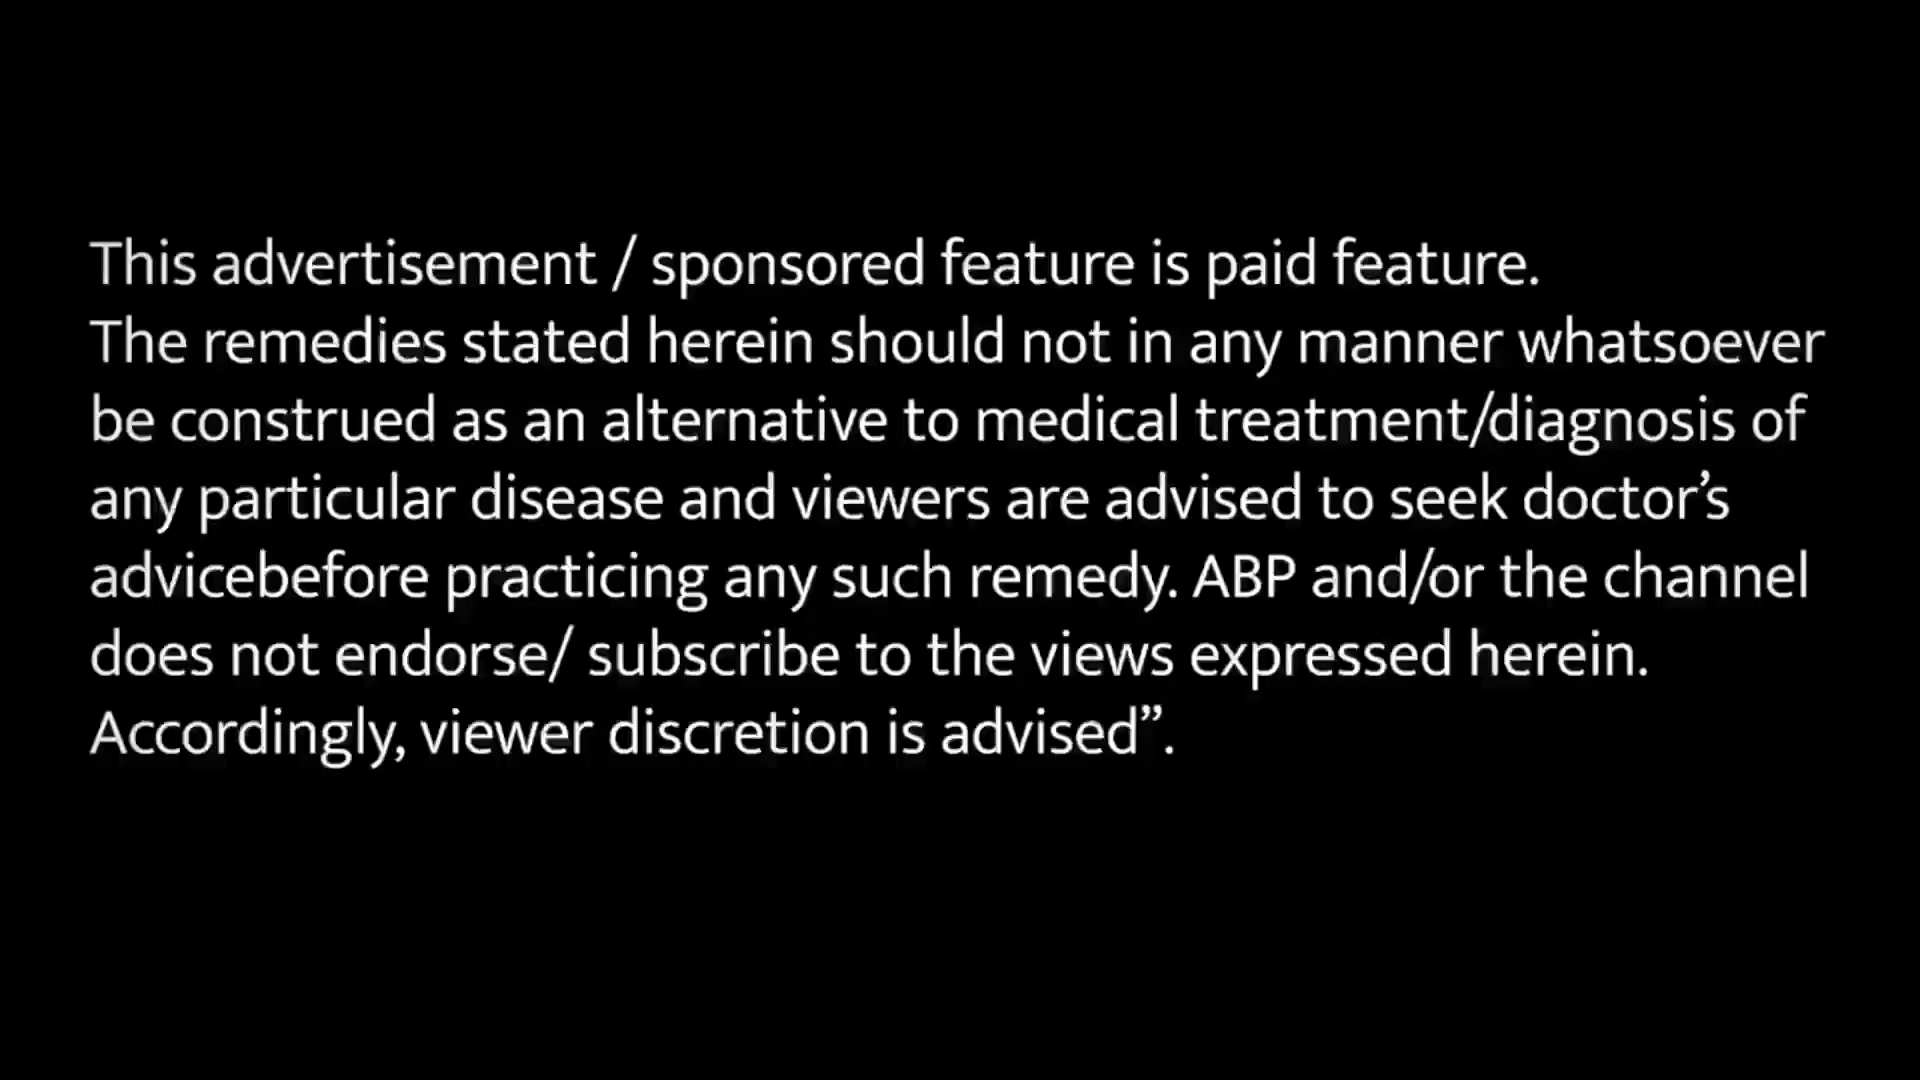 This advertisement / sponsored feature is paid feature.
The remedies stated herein should not in any manner whatsoever
be construed as an alternative to medical treatment/diagnosis of
any particular disease and viewers are advised to seek doctor’s
advicebefore practicing any such remedy. ABP and/or the channel
does not endorse/ subscribe to the views expressed herein.
Accordingly, viewer discretion is advised”.